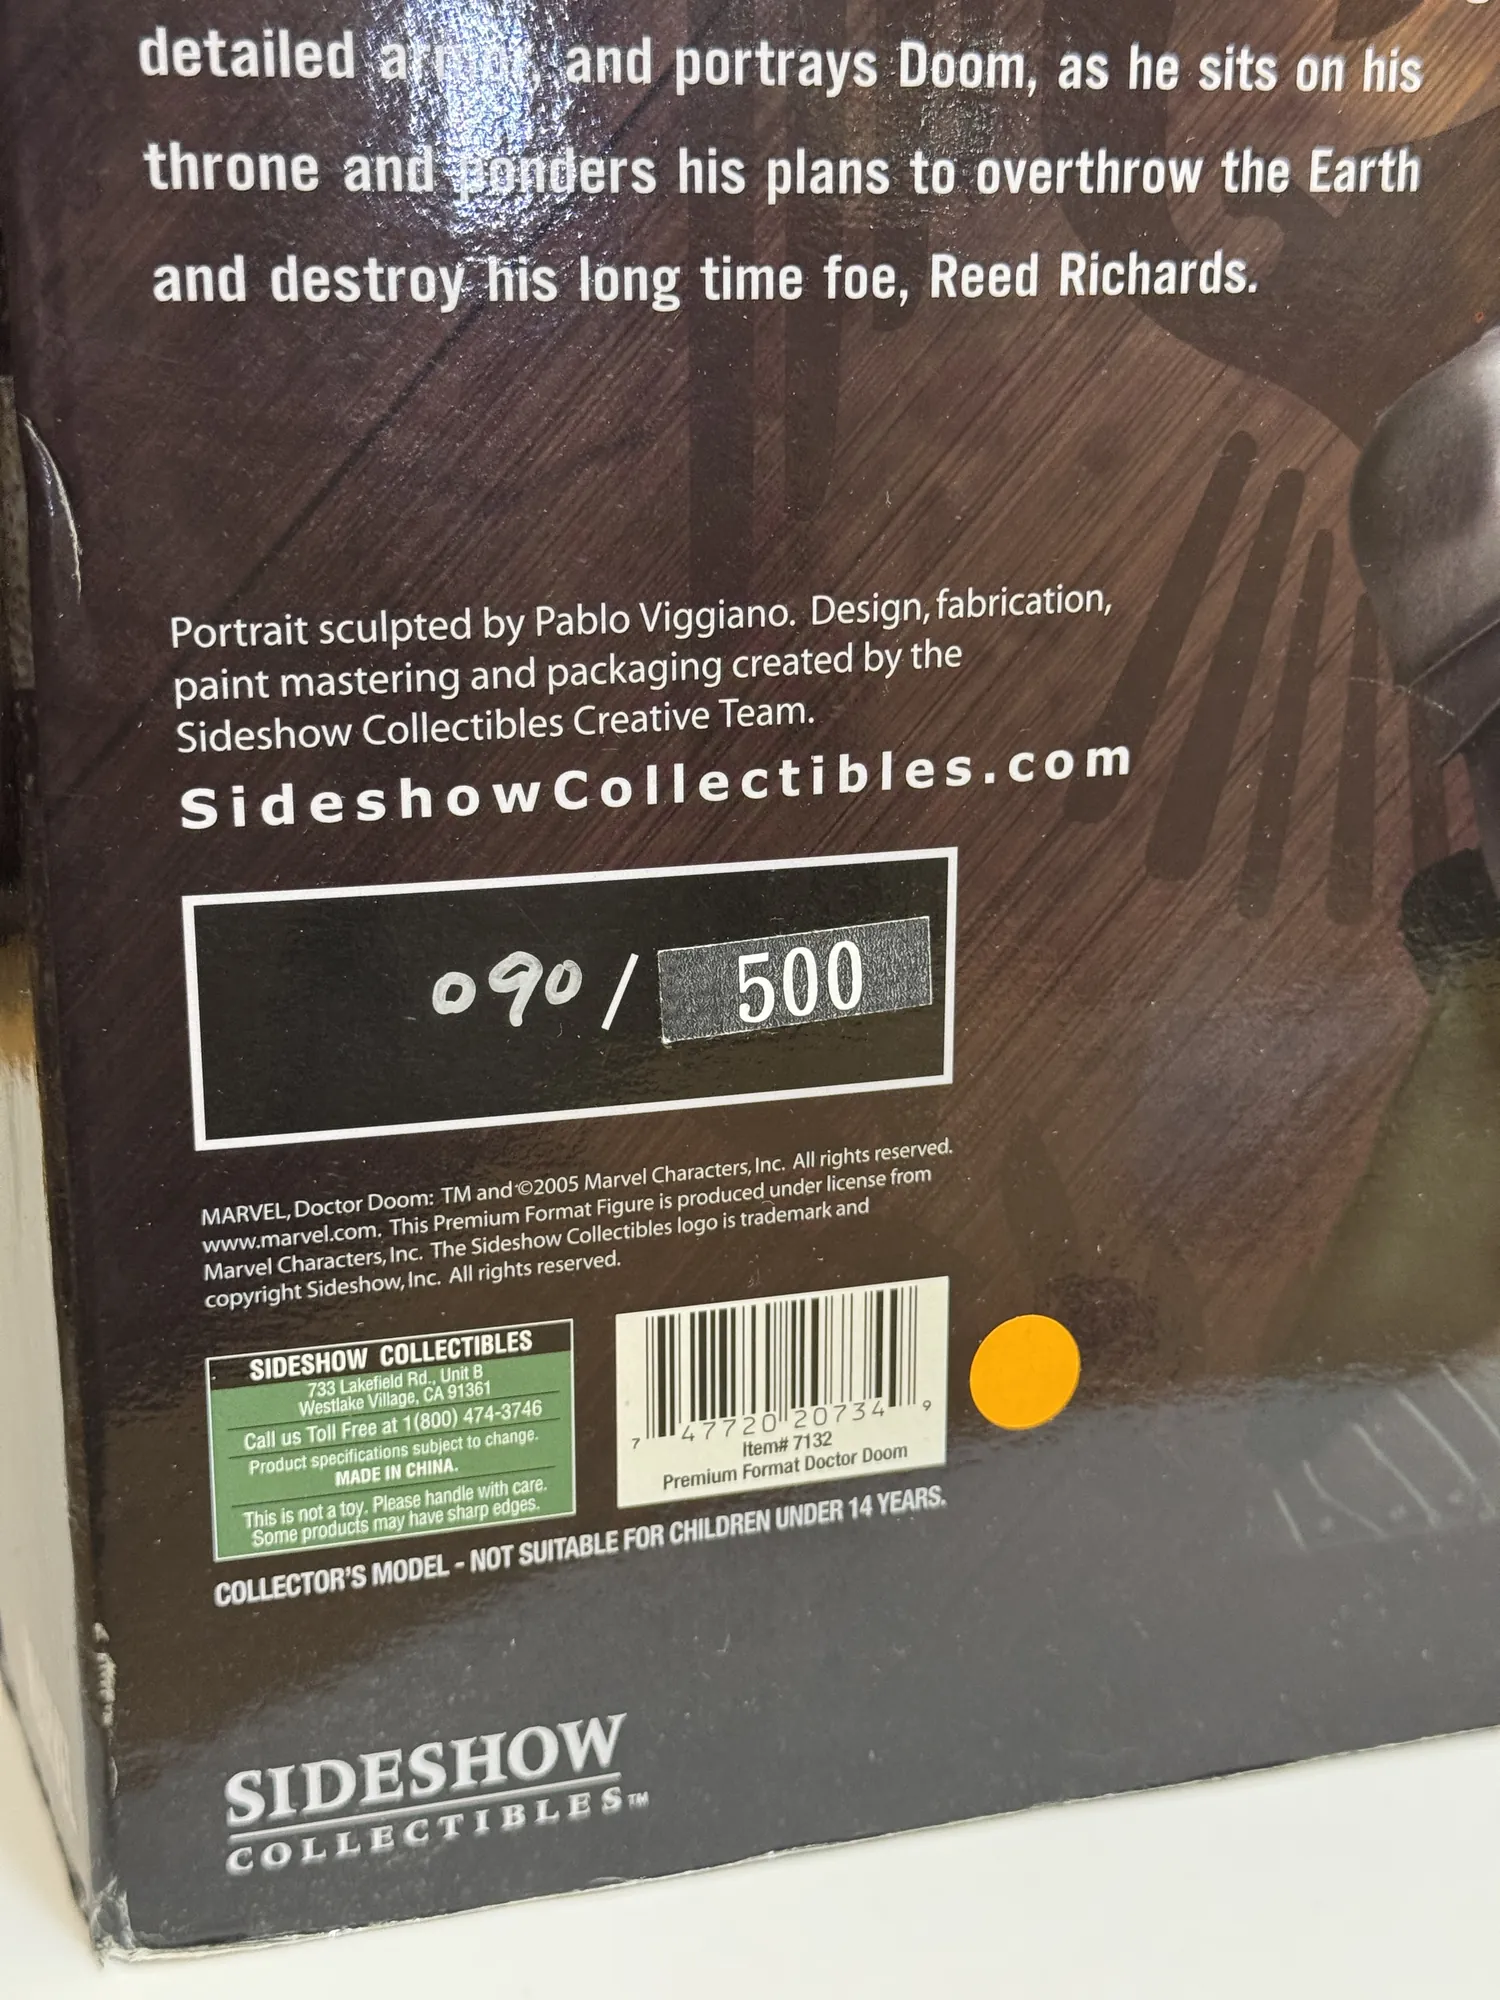 detailed armor, and portrays Doom, as he sits on his
throne and ponders his plans to overthrow the Earth
and destroy his long time foe, Reed Richards.
Portrait sculpted by Pablo Viggiano. Design, fabrication,
paint mastering and packaging created by the
Sideshow Collectibles Creative Team.
SideshowCollectibles.com
090 / 500
MARVEL, Doctor Doom: TM and ©2005 Marvel Characters, Inc. All rights reserved.
www.marvel.com. This Premium Format Figure is produced under license from
Marvel Characters, Inc. The Sideshow Collectibles logo is trademark and
copyright Sideshow, Inc. All rights reserved.
SIDESHOW COLLECTIBLES
733 Lakefield Rd., Unit B
Westlake Village, CA 91361
Call us Toll Free at 1(800) 474-3746
Product specifications subject to change.
MADE IN CHINA.
This is not a toy. Please handle with care.
Some products may have sharp edges.
7 47720 20734 9
Item# 7132
Premium Format Doctor Doom
COLLECTOR'S MODEL - NOT SUITABLE FOR CHILDREN UNDER 14 YEARS.
SIDESHOW
COLLECTIBLES™